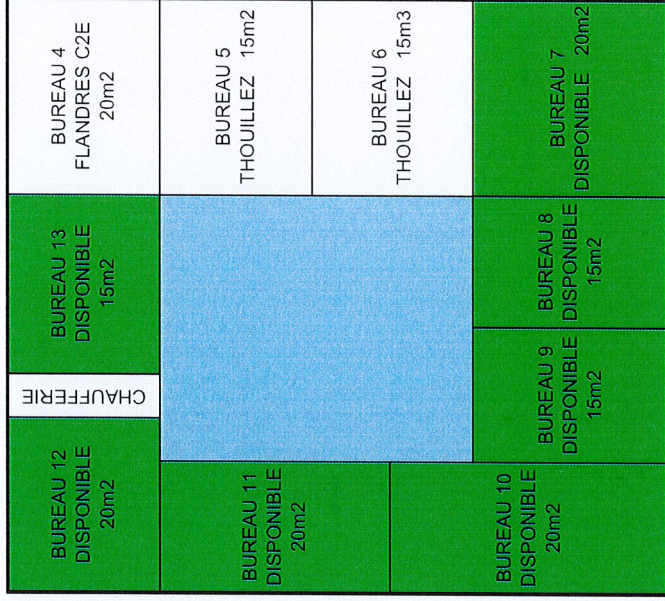 BUREAU 4
FLANDRES C2E
20m2
BUREAU 5
THOUILLEZ 15m2
BUREAU 6
THOUILLEZ 15m3
BUREAU 7
DISPONIBLE 20m2
BUREAU 13
DISPONIBLE
15m2
BUREAU 8
DISPONIBLE
15m2
CHAUFFERIE
BUREAU 9
DISPONIBLE
15m2
BUREAU 12
DISPONIBLE
20m2
BUREAU 11
DISPONIBLE
20m2
BUREAU 10
DISPONIBLE
20m2